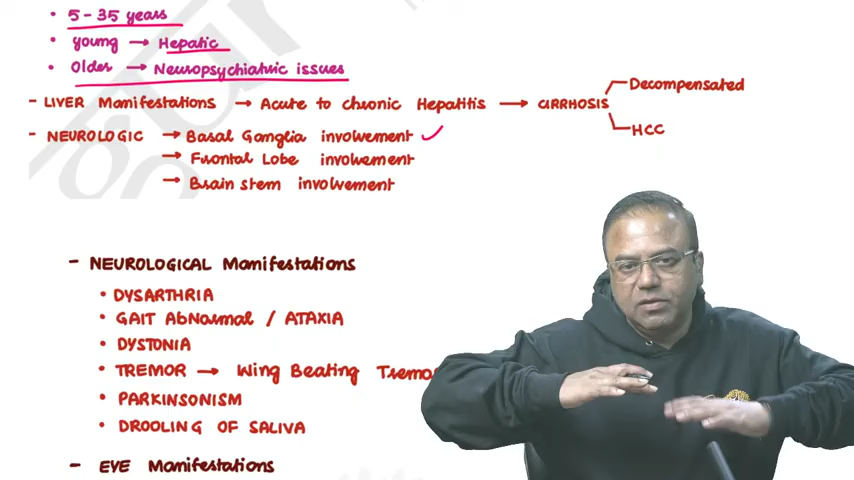 • 5-35 years
• young → Hepatic
• Older → Neuropsychiatric issues
- LIVER Manifestations → Acute to chronic Hepatitis → CIRRHOSIS
Decompensated
HCC
- NEUROLOGIC → Basal Ganglia involvement ✓
→ Frontal Lobe involvement
→ Brain stem involvement
- NEUROLOGICAL Manifestations
• DYSARTHRIA
• GAIT Abnormal / ATAXIA
• DYSTONIA
• TREMOR → Wing Beating
• PARKINSONISM
• DROOLING OF SALIVA
- EYE Manifestations